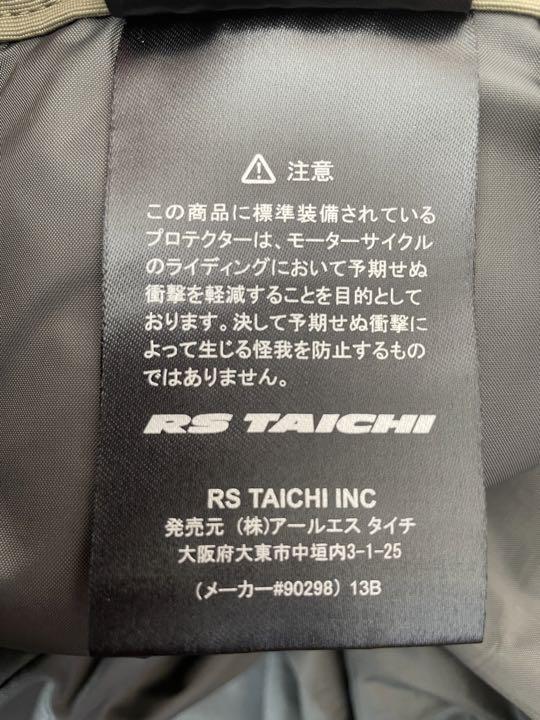 注意
この商品に標準装備されている
プロテクターは、モーターサイクル
のライディングにおいて予期せぬ
衝撃を軽減することを目的として
おります。決して予期せぬ衝撃に
よって生じる怪我を防止するもの
ではありません。
RS TAICHI
RS TAICHI INC
発売元 (株)アールエス タイチ
大阪府大東市中垣内3-1-25
(メーカー#90298) 13B